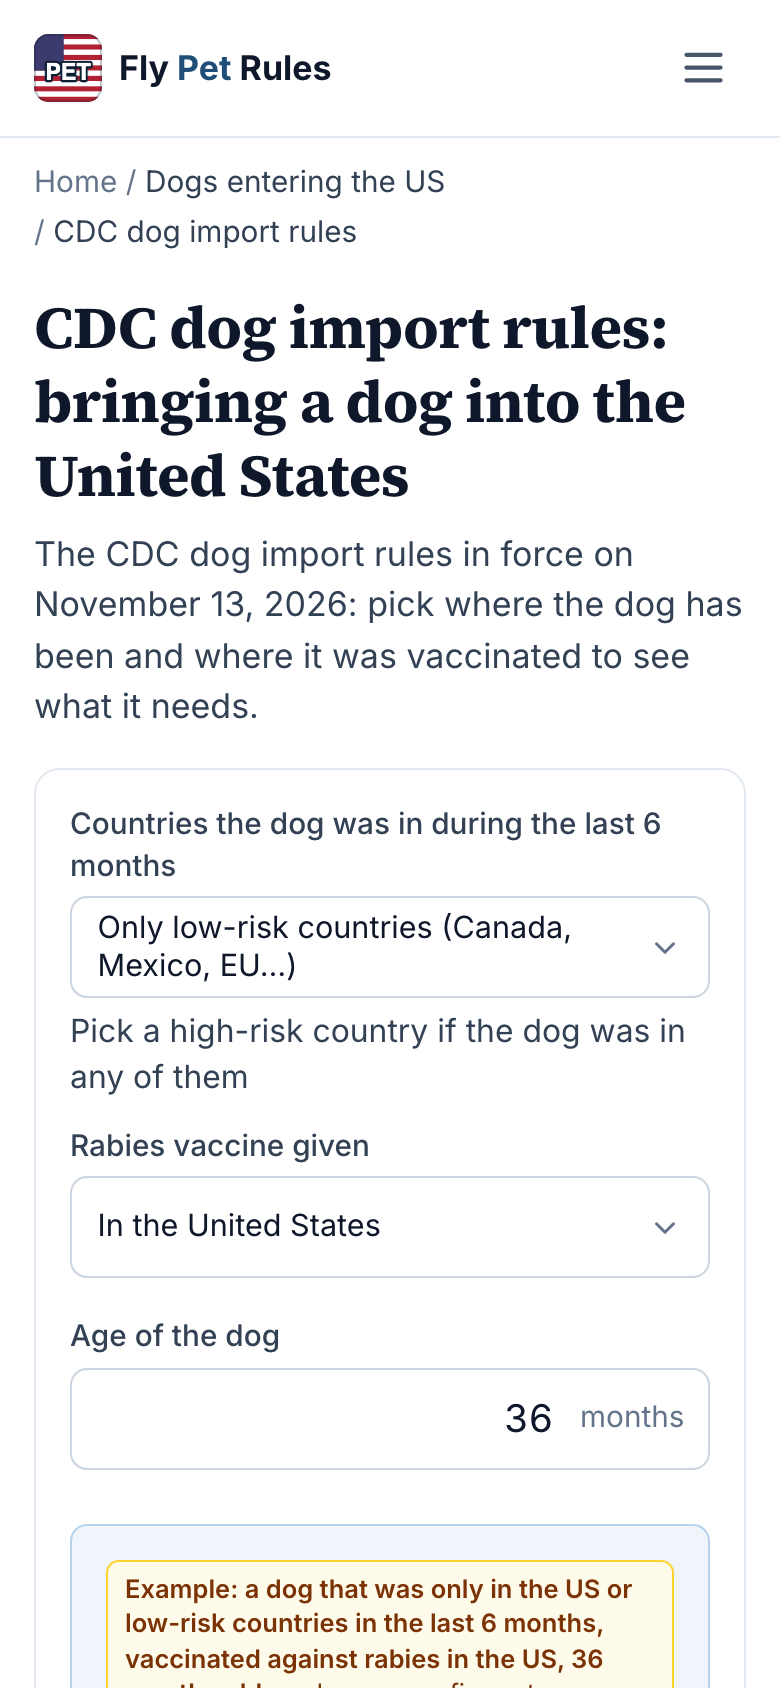 PET
Fly Pet Rules
Home / Dogs entering the US
/ CDC dog import rules
CDC dog import rules:
bringing a dog into the
United States
The CDC dog import rules in force on
November 13, 2026: pick where the dog has
been and where it was vaccinated to see
what it needs.
Countries the dog was in during the last 6
months
Only low-risk countries (Canada,
Mexico, EU...)
Pick a high-risk country if the dog was in
any of them
Rabies vaccine given
In the United States
Age of the dog
36 months
Example: a dog that was only in the US or
low-risk countries in the last 6 months,
vaccinated against rabies in the US, 36